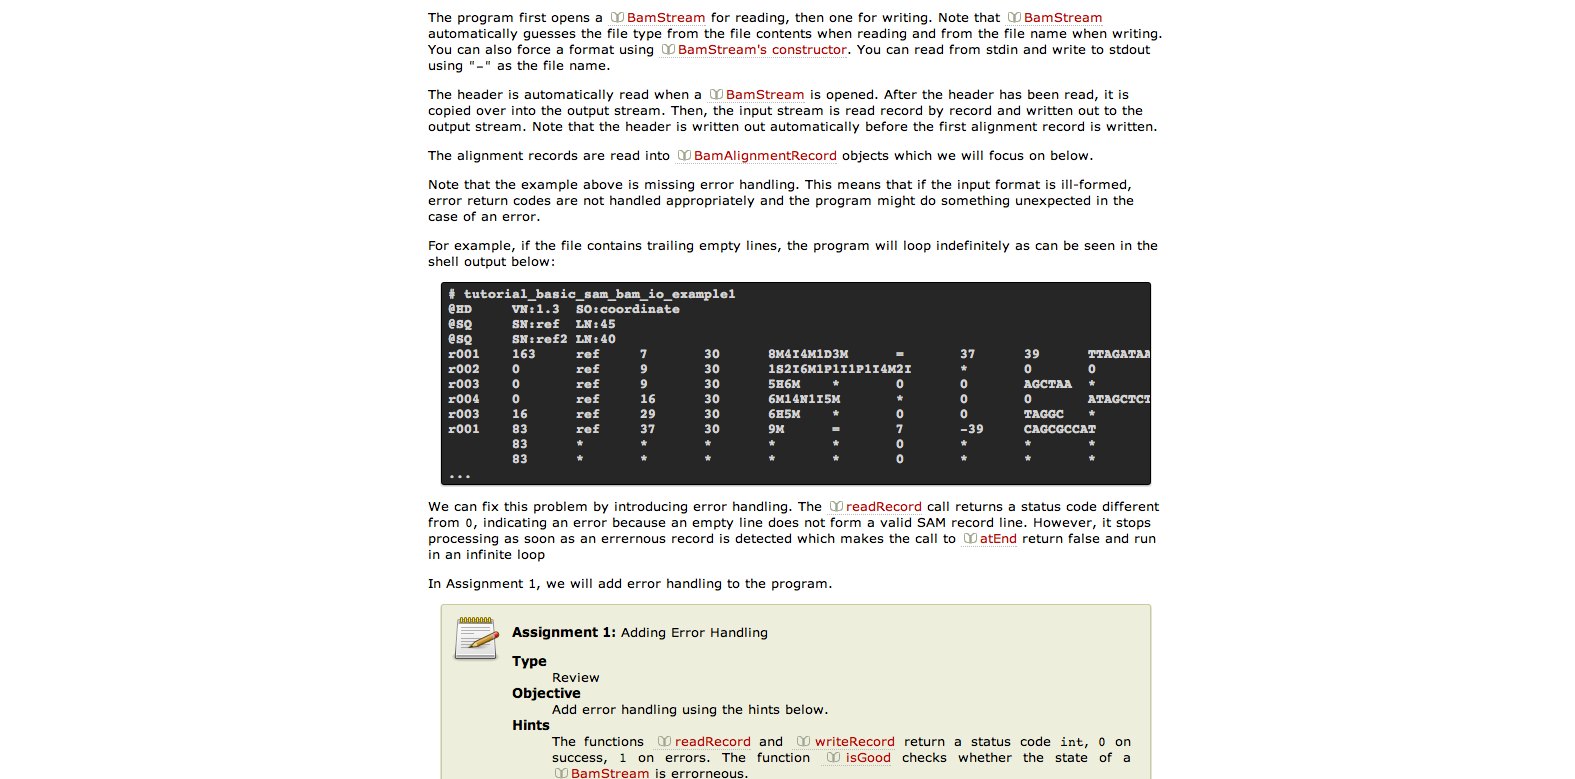 The program first opens a BamStream for reading, then one for writing. Note that BamStream
automatically guesses the file type from the file contents when reading and from the file name when writing.
You can also force a format using BamStream's constructor. You can read from stdin and write to stdout
using "-" as the file name.
The header is automatically read when a BamStream is opened. After the header has been read, it is
copied over into the output stream. Then, the input stream is read record by record and written out to the
output stream. Note that the header is written out automatically before the first alignment record is written.
The alignment records are read into BamAlignmentRecord objects which we will focus on below.
Note that the example above is missing error handling. This means that if the input format is ill-formed,
error return codes are not handled appropriately and the program might do something unexpected in the
case of an error.
For example, if the file contains trailing empty lines, the program will loop indefinitely as can be seen in the
shell output below:
# tutorial_basic_sam_bam_io_example1
@HD VN:1.3 SO:coordinate
@SQ SN:ref LN:45
@SQ SN:ref2 LN:40
r001 163 ref 7 30 8M4I4M1D3M = 37 39 TTAGATAA
r002 0 ref 9 30 1S2I6M1P1I1P1I4M2I * 0 0
r003 0 ref 9 30 5H6M * 0 0 AGCTAA *
r004 0 ref 16 30 6M14N1I5M * 0 0 ATAGCTCT
r003 16 ref 29 30 6H5M * 0 0 TAGGC *
r001 83 ref 37 30 9M = 7 -39 CAGCGCCAT
83 * * * * * 0 * * *
83 * * * * * 0 * * *
...
We can fix this problem by introducing error handling. The readRecord call returns a status code different
from 0, indicating an error because an empty line does not form a valid SAM record line. However, it stops
processing as soon as an errernous record is detected which makes the call to atEnd return false and run
in an infinite loop
In Assignment 1, we will add error handling to the program.
Assignment 1: Adding Error Handling
Type
Review
Objective
Add error handling using the hints below.
Hints
The functions readRecord and writeRecord return a status code int, 0 on
success, 1 on errors. The function isGood checks whether the state of a
BamStream is errorneous.